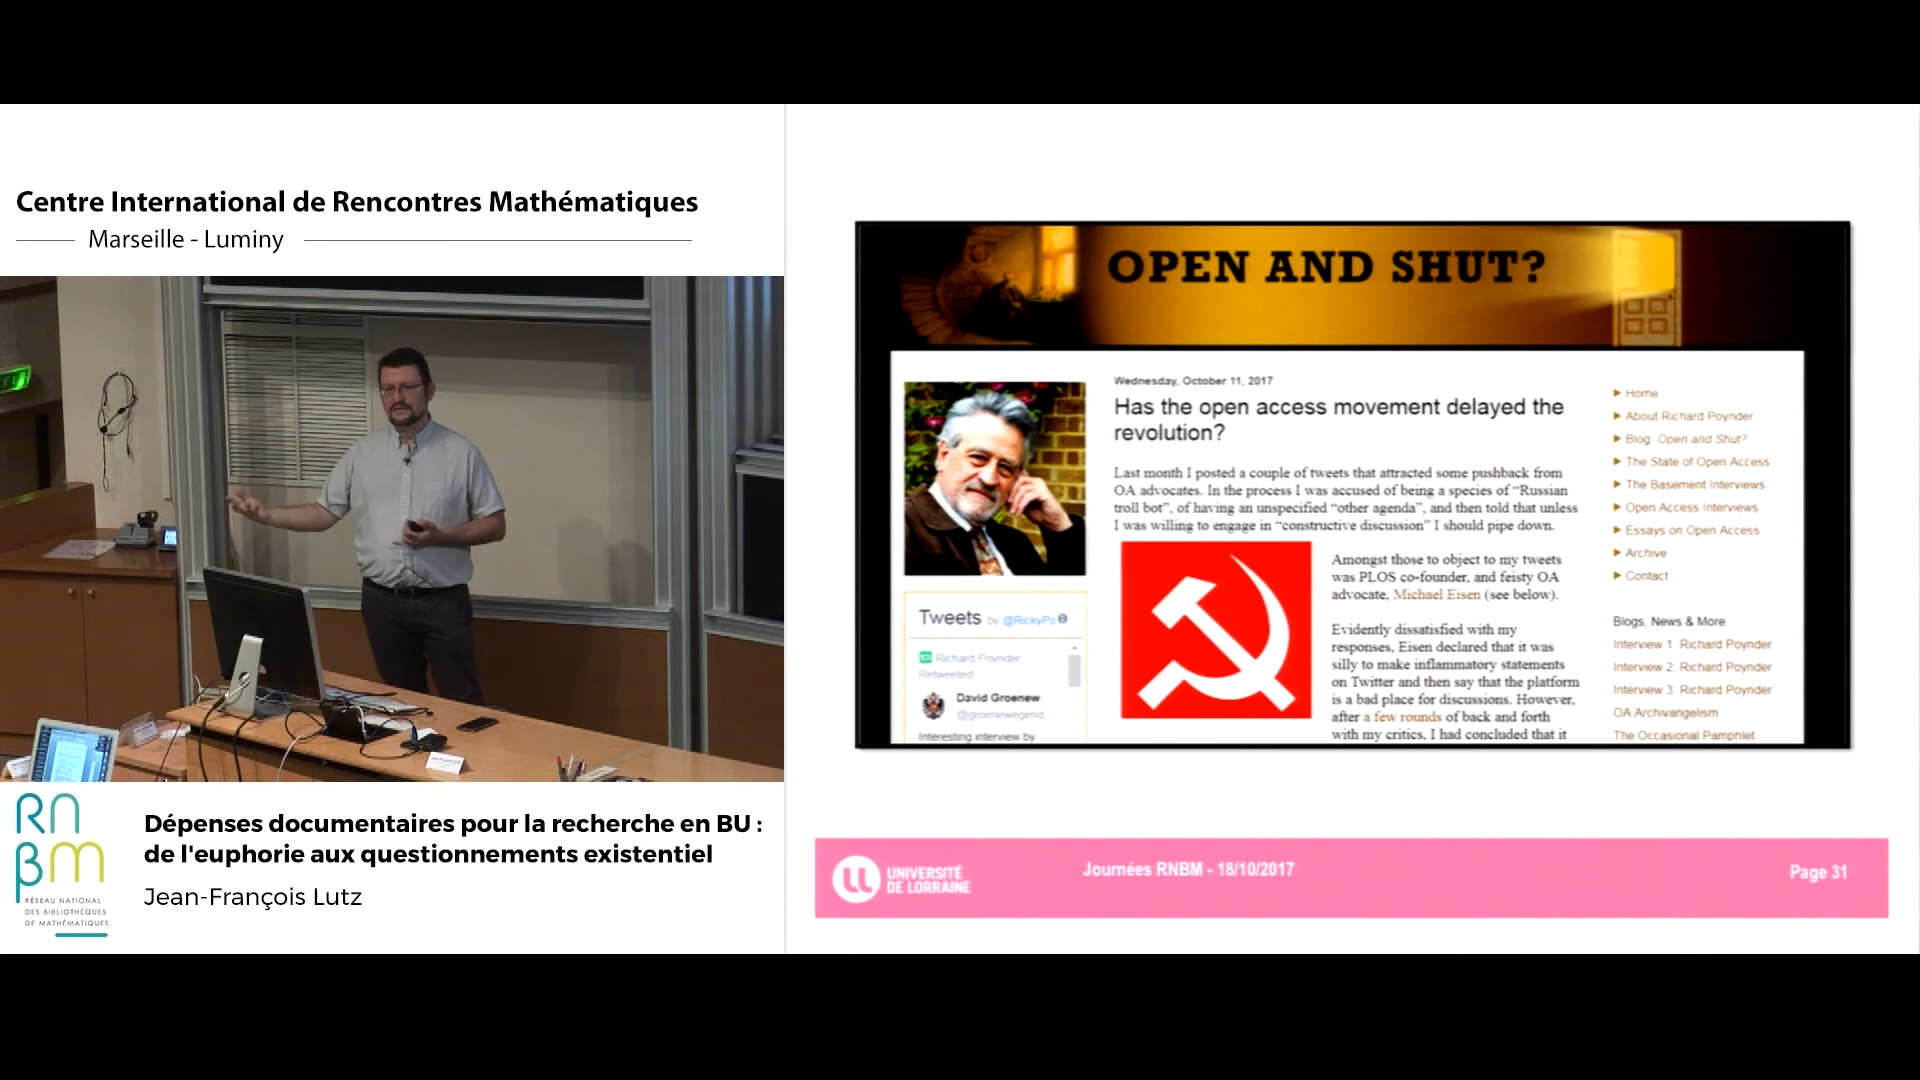 Centre International de Rencontres Mathématiques
Marseille - Luminy
RNBM
RÉSEAU NATIONAL
DES BIBLIOTHÈQUES
DE MATHÉMATIQUES
Dépenses documentaires pour la recherche en BU :
de l'euphorie aux questionnements existentiel
Jean-François Lutz
OPEN AND SHUT?
Wednesday, October 11, 2017
Has the open access movement delayed the
revolution?
Last month I posted a couple of tweets that attracted some pushback from
OA advocates. In the process I was accused of being a species of “Russian
troll bot”, of having an unspecified “other agenda”, and then told that unless
I was willing to engage in “constructive discussion” I should pipe down.
Amongst those to object to my tweets
was PLOS co-founder, and feisty OA
advocate, Michael Eisen (see below).
Evidently dissatisfied with my
responses, Eisen declared that it was
silly to make inflammatory statements
on Twitter and then say that the platform
is a bad place for discussions. However,
after a few rounds of back and forth
with my critics, I had concluded that it
Tweets by @RickyPo
Richard Poynder
Retweeted
David Groenew
@groenewegend...
Interesting interview by
Home
About Richard Poynder
Blog Open and Shut?
The State of Open Access
The Basement Interviews
Open Access Interviews
Essays on Open Access
Archive
Contact
Blogs, News & More
Interview 1 Richard Poynder
Interview 2: Richard Poynder
Interview 3: Richard Poynder
OA Archivangelism
The Occasional Pamphlet
UNIVERSITÉ
DE LORRAINE
Journées RNBM - 18/10/2017
Page 31